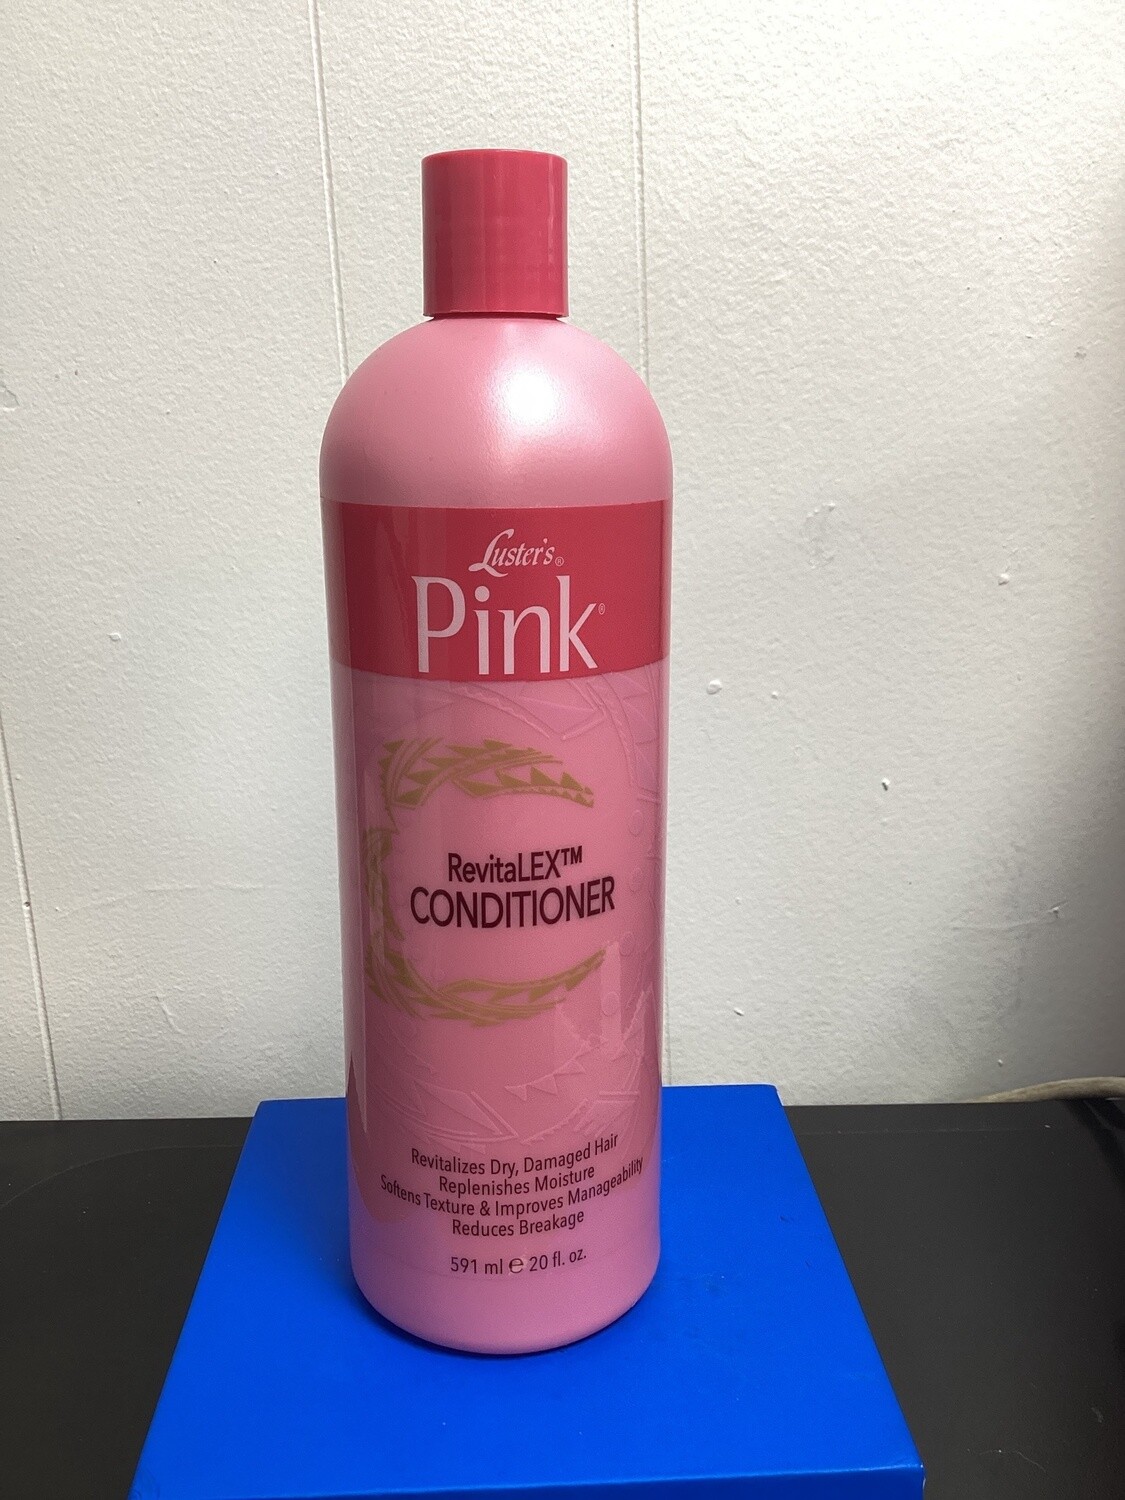 Luster's®
Pink®
RevitaLEX™
CONDITIONER
Revitalizes Dry, Damaged Hair
Replenishes Moisture
Softens Texture & Improves Manageability
Reduces Breakage
591 ml ℮ 20 fl. oz.